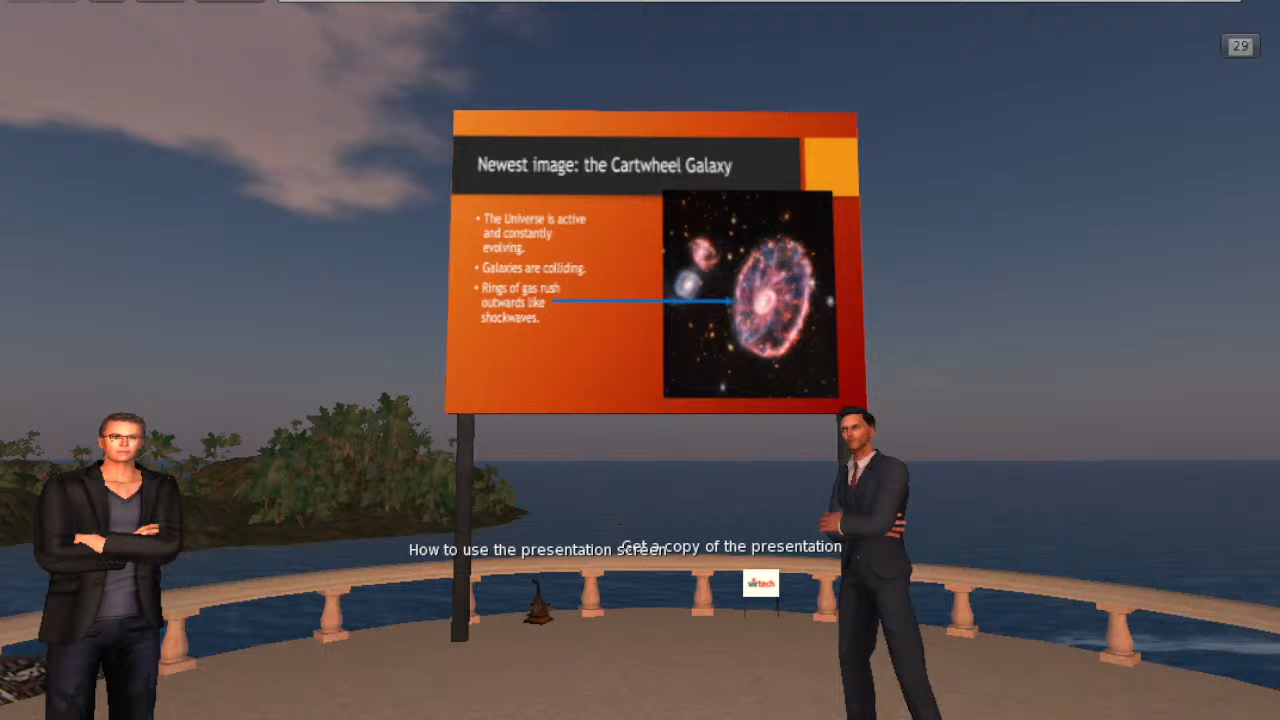 29
Newest image: the Cartwheel Galaxy
• The Universe is active
and constantly
evolving.
• Galaxies are colliding.
• Rings of gas rush
outwards like
shockwaves.
How to use the presentation screen
Get a copy of the presentation
virtech